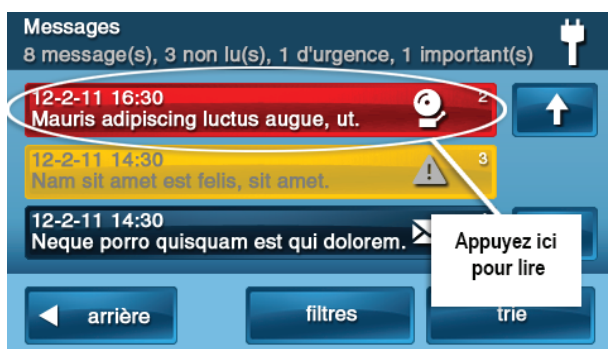 Messages
8 message(s), 3 non lu(s), 1 d'urgence, 1 important(s)
12-2-11 16:30
2
Mauris adipiscing luctus augue, ut.
12-2-11 14:30
3
Nam sit amet est felis, sit amet.
12-2-11 14:30
Neque porro quisquam est qui dolorem.
Appuyez ici
pour lire
arrière
filtres
trie